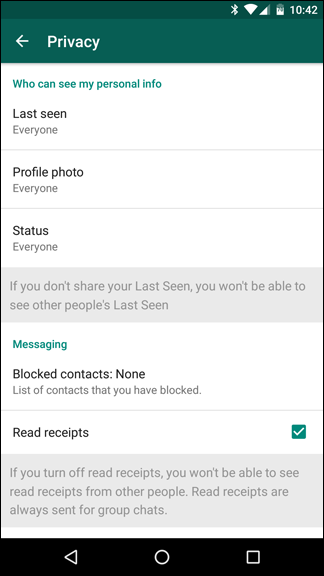 10:42
Privacy
Who can see my personal info
Last seen
Everyone
Profile photo
Everyone
Status
Everyone
If you don't share your Last Seen, you won't be able to
see other people's Last Seen
Messaging
Blocked contacts: None
List of contacts that you have blocked.
Read receipts
If you turn off read receipts, you won't be able to see
read receipts from other people. Read receipts are
always sent for group chats.